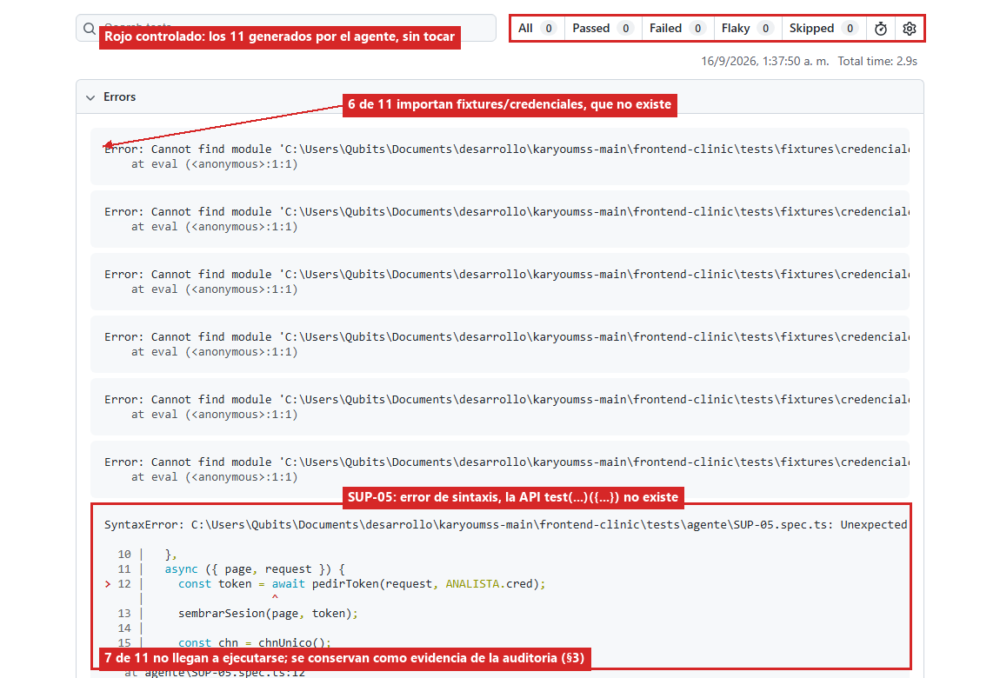 All 0 Passed 0 Failed 0 Flaky 0 Skipped 0
Rojo controlado: los 11 generados por el agente, sin tocar
16/9/2026, 1:37:50 a. m. Total time: 2.9s
Errors
6 de 11 importan fixtures/credenciales, que no existe
Error: Cannot find module 'C:\Users\Qubits\Documents\desarrollo\karyoumss-main\frontend-clinic\tests\fixtures\credenciale
at eval (<anonymous>:1:1)
Error: Cannot find module 'C:\Users\Qubits\Documents\desarrollo\karyoumss-main\frontend-clinic\tests\fixtures\credenciale
at eval (<anonymous>:1:1)
Error: Cannot find module 'C:\Users\Qubits\Documents\desarrollo\karyoumss-main\frontend-clinic\tests\fixtures\credenciale
at eval (<anonymous>:1:1)
Error: Cannot find module 'C:\Users\Qubits\Documents\desarrollo\karyoumss-main\frontend-clinic\tests\fixtures\credenciale
at eval (<anonymous>:1:1)
Error: Cannot find module 'C:\Users\Qubits\Documents\desarrollo\karyoumss-main\frontend-clinic\tests\fixtures\credenciale
at eval (<anonymous>:1:1)
Error: Cannot find module 'C:\Users\Qubits\Documents\desarrollo\karyoumss-main\frontend-clinic\tests\fixtures\credenciale
at eval (<anonymous>:1:1)
SUP-05: error de sintaxis, la API test(...)({...}) no existe
SyntaxError: C:\Users\Qubits\Documents\desarrollo\karyoumss-main\frontend-clinic\tests\agente\SUP-05.spec.ts: Unexpected
10 | },
11 | async ({ page, request }) {
> 12 | const token = await pedirToken(request, ANALISTA.cred);
| ^
13 | sembrarSesion(page, token);
14 |
15 | const chn = chnUnico();
7 de 11 no llegan a ejecutarse; se conservan como evidencia de la auditoria (§3)
at agente\SUP-05.spec.ts:12